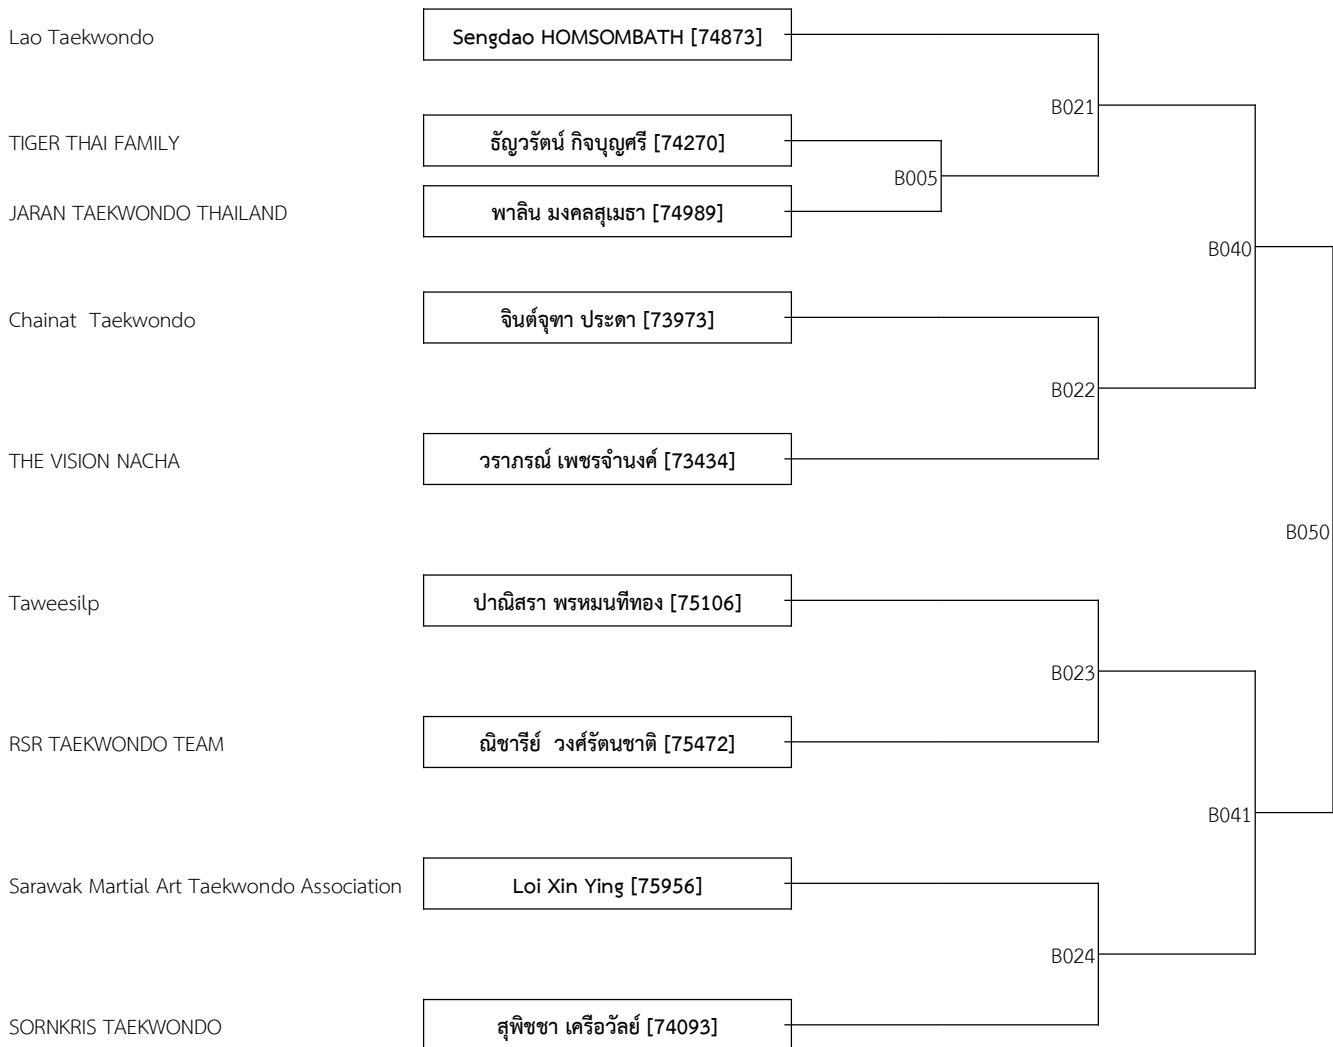 Lao Taekwondo
Sengdao HOMSOMBATH [74873]
B021
TIGER THAI FAMILY
ธัญวรัตน์ กิจบุญศรี [74270]
B005
JARAN TAEKWONDO THAILAND
พาลิน มงคลสุเมธา [74989]
B040
Chainat  Taekwondo
จินต์จุฑา ประดา [73973]
B022
THE VISION NACHA
วราภรณ์ เพชรจำนงค์ [73434]
B050
Taweesilp
ปาณิสรา พรหมนทีทอง [75106]
B023
RSR TAEKWONDO TEAM
ณิชารีย์  วงศ์รัตนชาติ [75472]
B041
Sarawak Martial Art Taekwondo Association
Loi Xin Ying [75956]
B024
SORNKRIS TAEKWONDO
สุพิชชา เครือวัลย์ [74093]